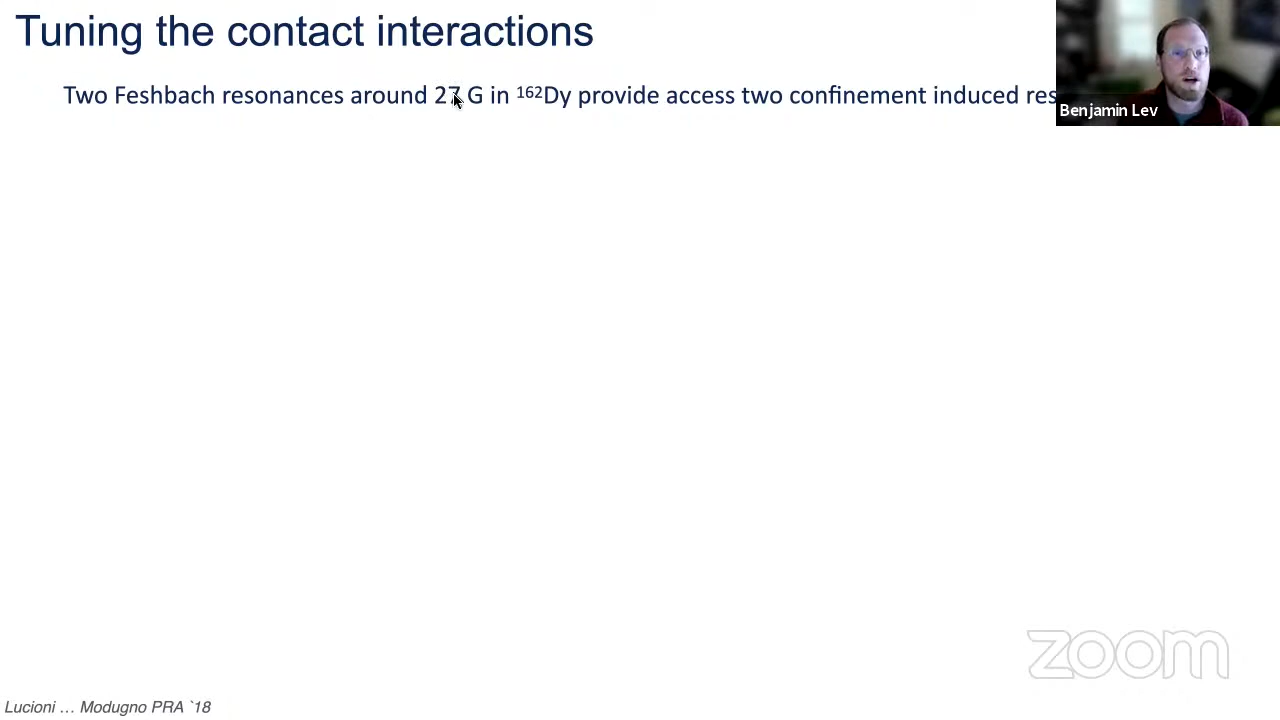 Tuning the contact interactions
Two Feshbach resonances around 27 G in ¹⁶²Dy provide access two confinement induced res
Benjamin Lev
zoom
Lucioni … Modugno PRA `18